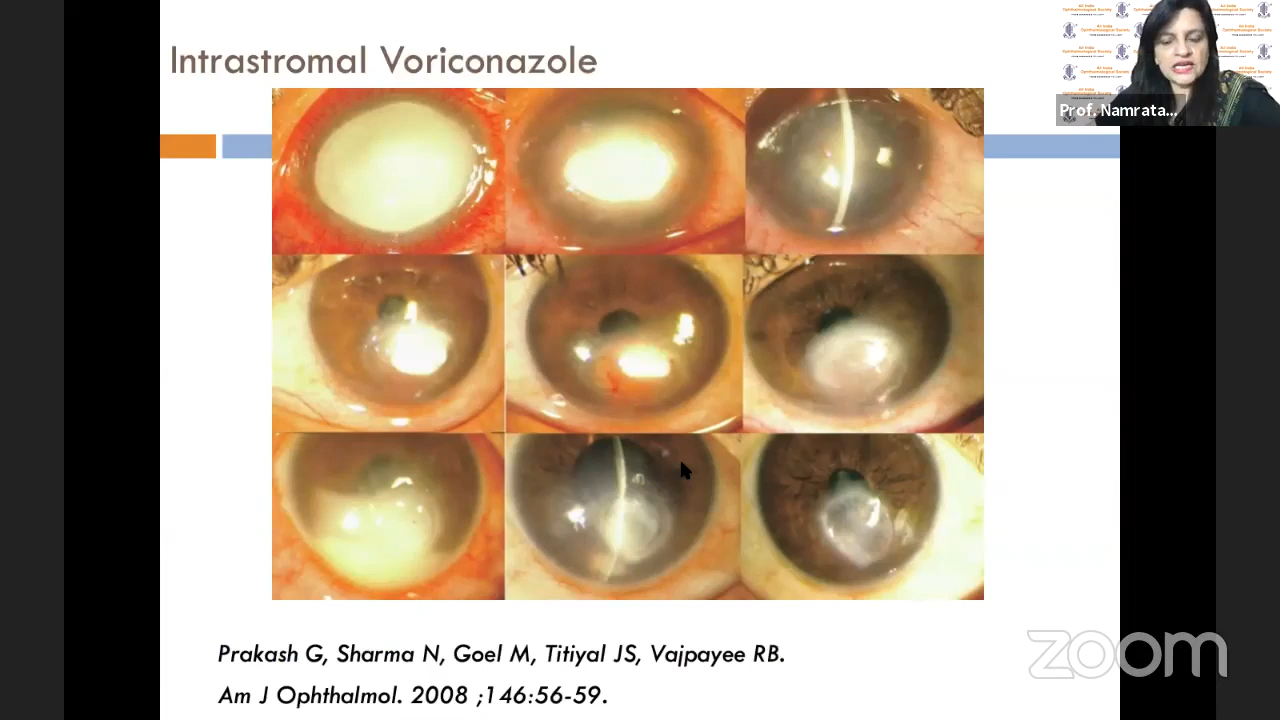 Intrastromal Voriconazole
Prof. Namrata...
Prakash G, Sharma N, Goel M, Titiyal JS, Vajpayee RB.
Am J Ophthalmol. 2008 ;146:56-59.
zoom